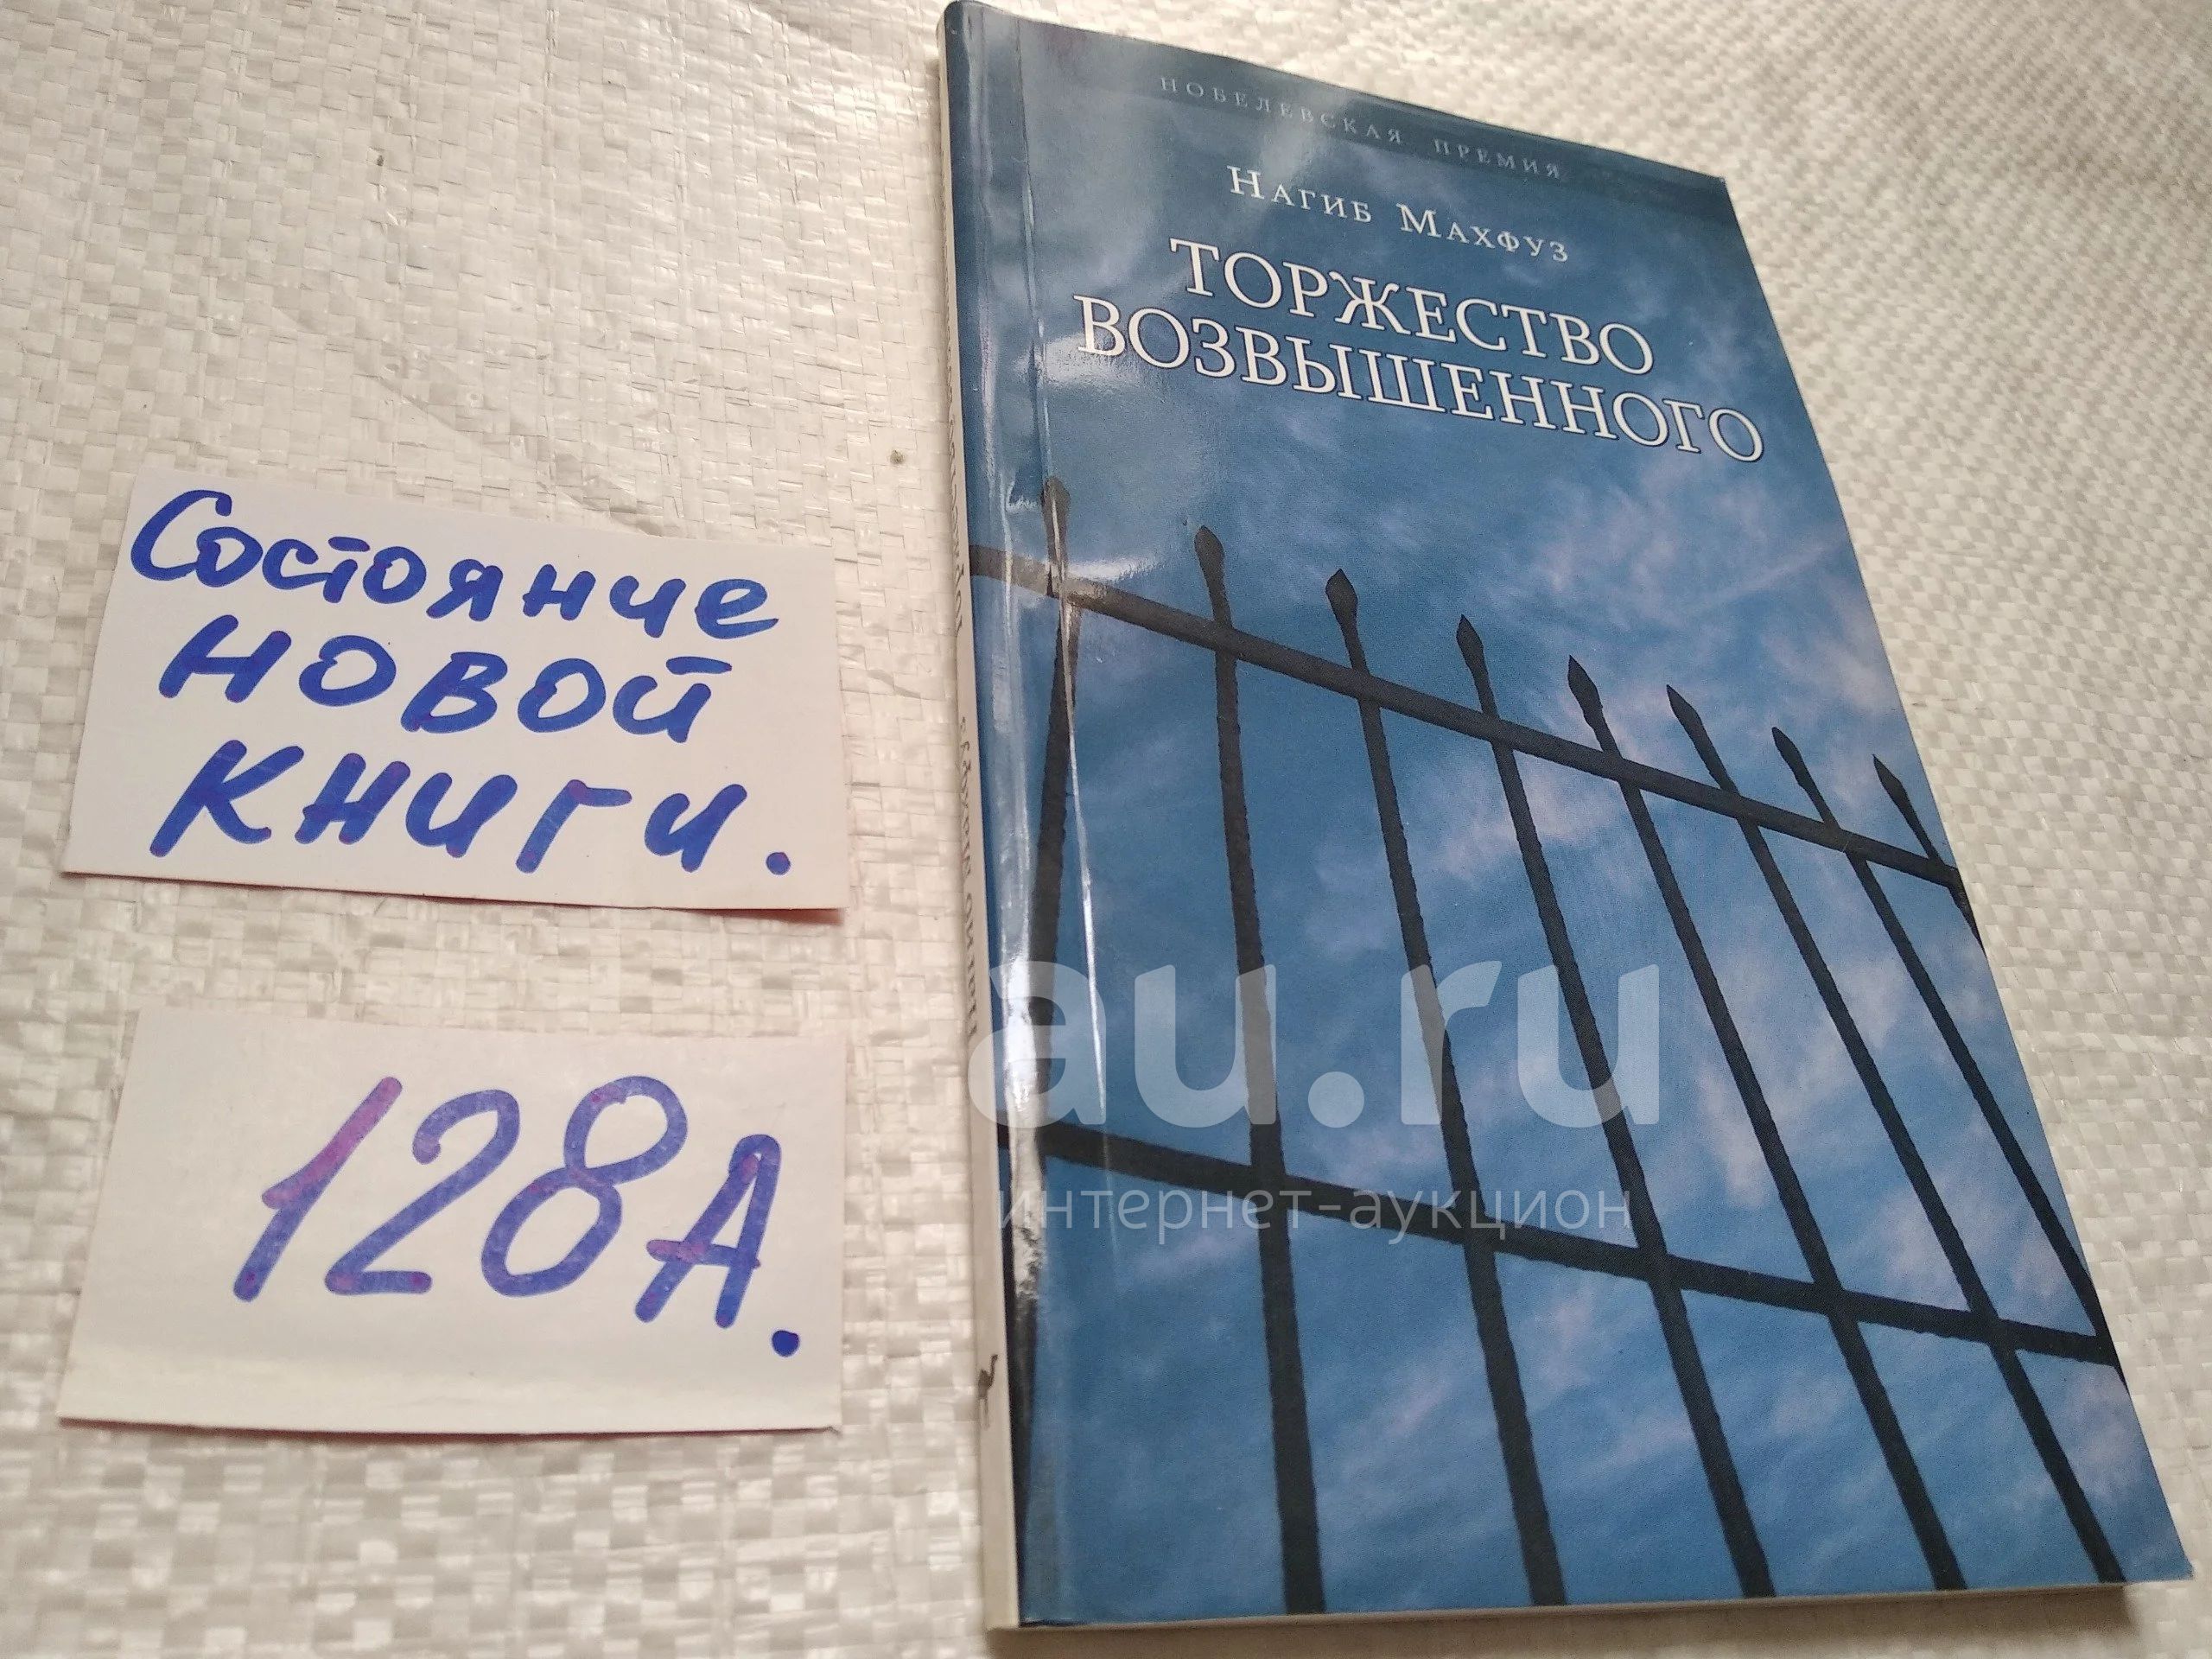 НОБЕЛЕВСКАЯ ПРЕМИЯ
НАГИБ МАХФУЗ
ТОРЖЕСТВО
ВОЗВЫШЕННОГО
Состояние
новой
книги.
128А.
au.ru
интернет-аукцион